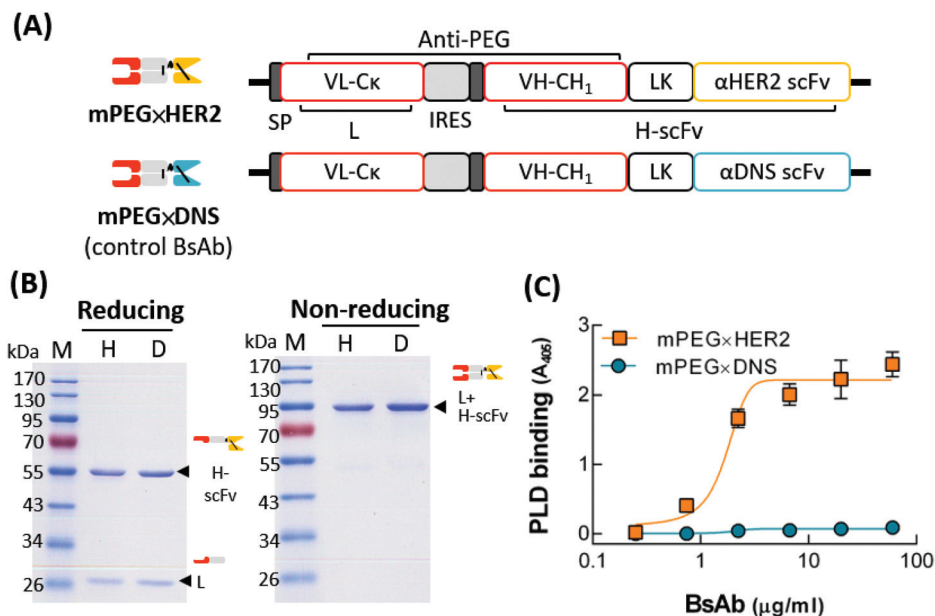 (A)
Anti-PEG
mPEG×HER2
VL-Cκ
VH-CH₁
LK
αHER2 scFv
SP
L
IRES
H-scFv
mPEG×DNS
(control BsAb)
VL-Cκ
VH-CH₁
LK
αDNS scFv
(B)
Reducing
kDa M H D
170
130
95
70
55
43
34
26
H-
scFv
L
Non-reducing
kDa M H D
170
130
95
70
55
43
34
26
L+
H-scFv
(C)
mPEG×HER2
mPEG×DNS
PLD binding (A₄₀₅)
3
2
1
0
0.1 1 10 100
BsAb (μg/ml)